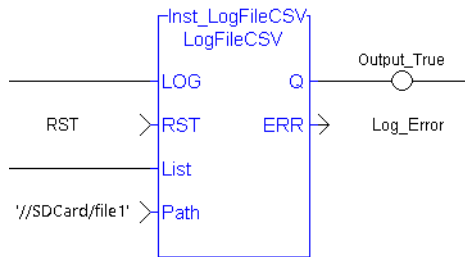 Inst_LogFileCSV
LogFileCSV
Output_True
LOG Q
RST RST ERR Log_Error
List
'//SDCard/file1' Path